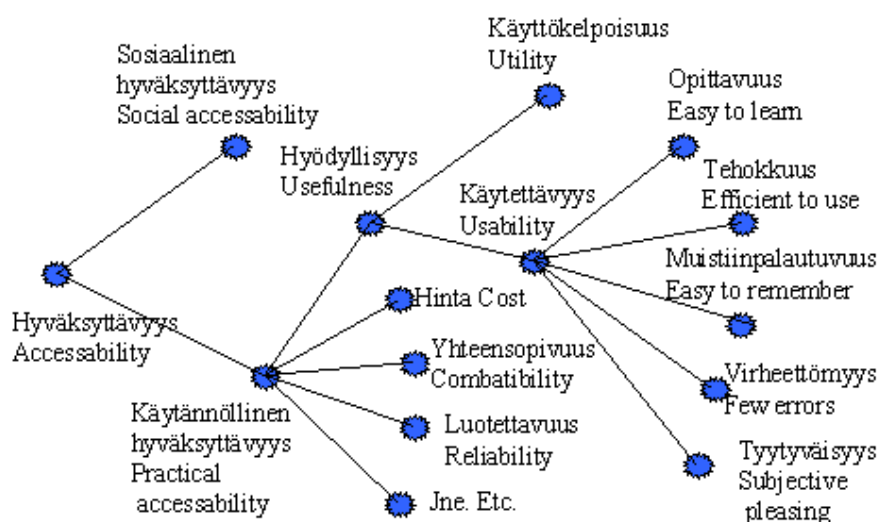 Sosiaalinen
hyväksyttävyys
Social accessability
Käyttökelpoisuus
Utility
Opittavuus
Easy to learn
Hyödyllisyys
Usefulness
Käytettävyys
Usability
Tehokkuus
Efficient to use
Muistiinpalautuvuus
Easy to remember
Hyväksyttävyys
Accessability
Hinta Cost
Yhteensopivuus
Combatibility
Virheettömyys
Few errors
Käytännöllinen
hyväksyttävyys
Practical
accessability
Luotettavuus
Reliability
Tyytyväisyys
Subjective
pleasing
Jne. Etc.